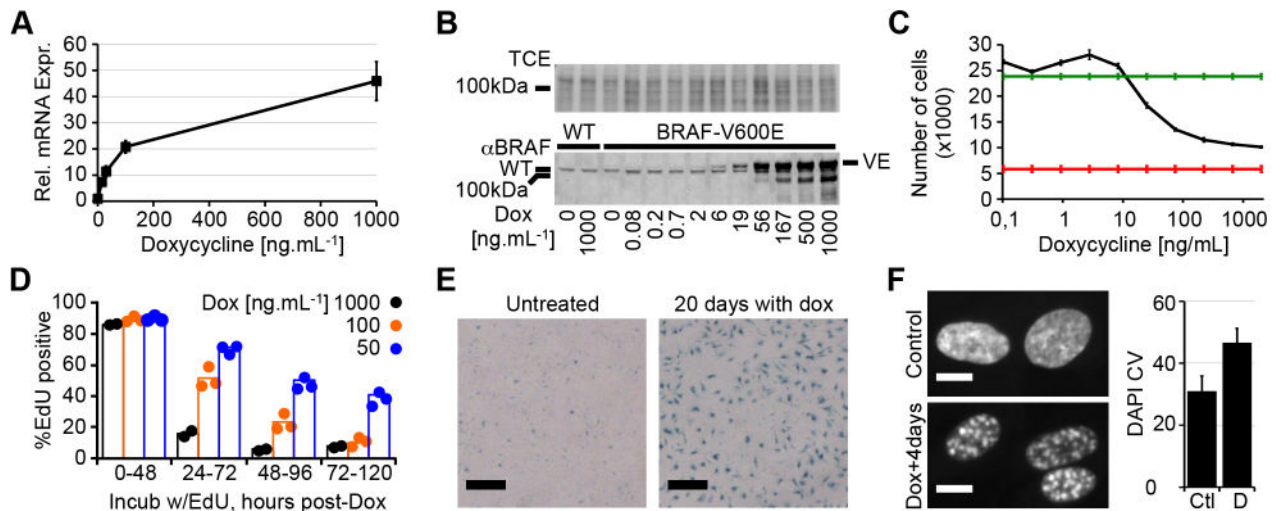 A
Rel. mRNA Expr.
60
50
40
30
20
10
0
0 200 400 600 800 1000
Doxycycline [ng.mL-1]
B
TCE
100kDa
WT BRAF-V600E
αBRAF
WT
VE
100kDa
Dox
[ng.mL-1]
0
1000
0
0.08
0.2
0.7
2
6
19
56
167
500
1000
C
Number of cells
(x1000)
30
25
20
15
10
5
0
0,1 1 10 100 1000
Doxycycline [ng/mL]
D
Dox [ng.mL-1] 1000
100
50
%EdU positive
100
80
60
40
20
0
0-48 24-72 48-96 72-120
Incub w/EdU, hours post-Dox
E
Untreated
20 days with dox
F
Control
Dox+4days
DAPI CV
60
40
20
0
Ctl D